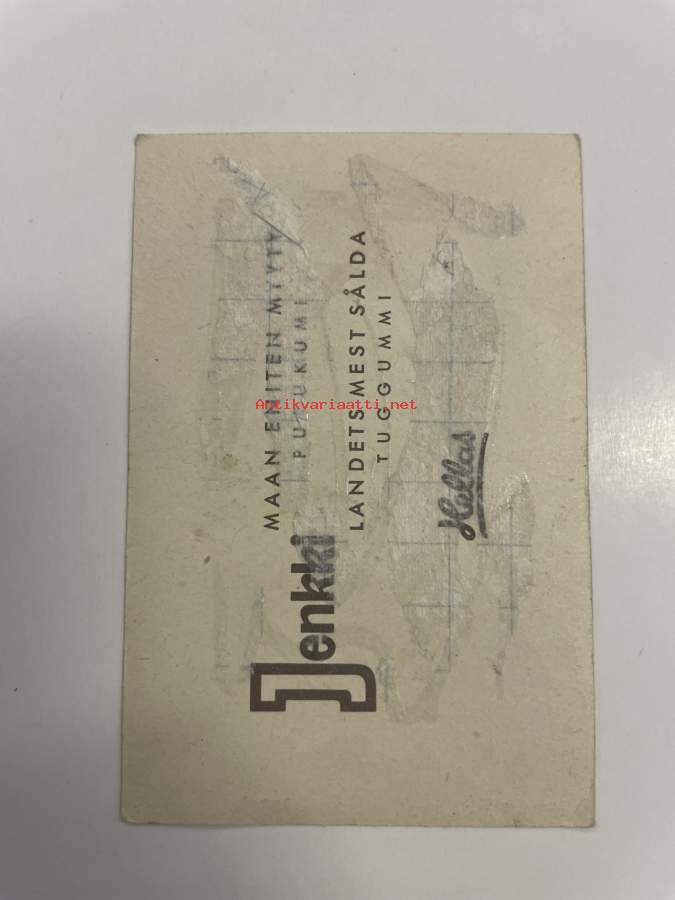 Jenkki
MAAN ENITEN MYYTY
PURUKUMI
LANDETS MEST SÅLDA
TUGGUMMI
Hellas
Antikvariaatti.net